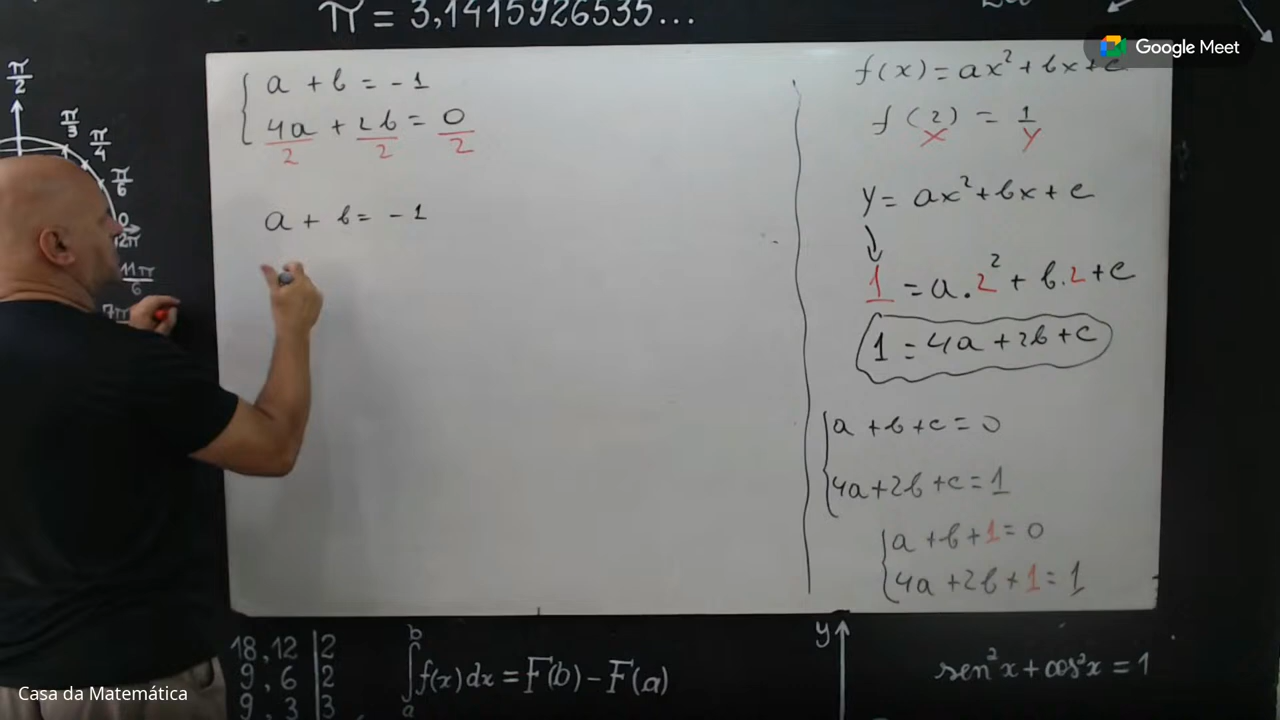 π = 3,1415926535...
Google Meet
π/2
π/3
π/4
π/6
0
2π
11π/6
a + b = -1
4a/2 + 2b/2 = 0/2
a + b = -1
f(x) = ax² + bx + c
f(2) = 1
x y
y = ax² + bx + c
1 = a.2² + b.2 + c
1 = 4a + 2b + c
a + b + c = 0
4a + 2b + c = 1
a + b + 1 = 0
4a + 2b + 1 = 1
18,12 | 2
9, 6 | 2
9, 3 | 3
∫ₐᵇ f(x) dx = F(b) - F(a)
y
sen²x + cos²x = 1
Casa da Matemática